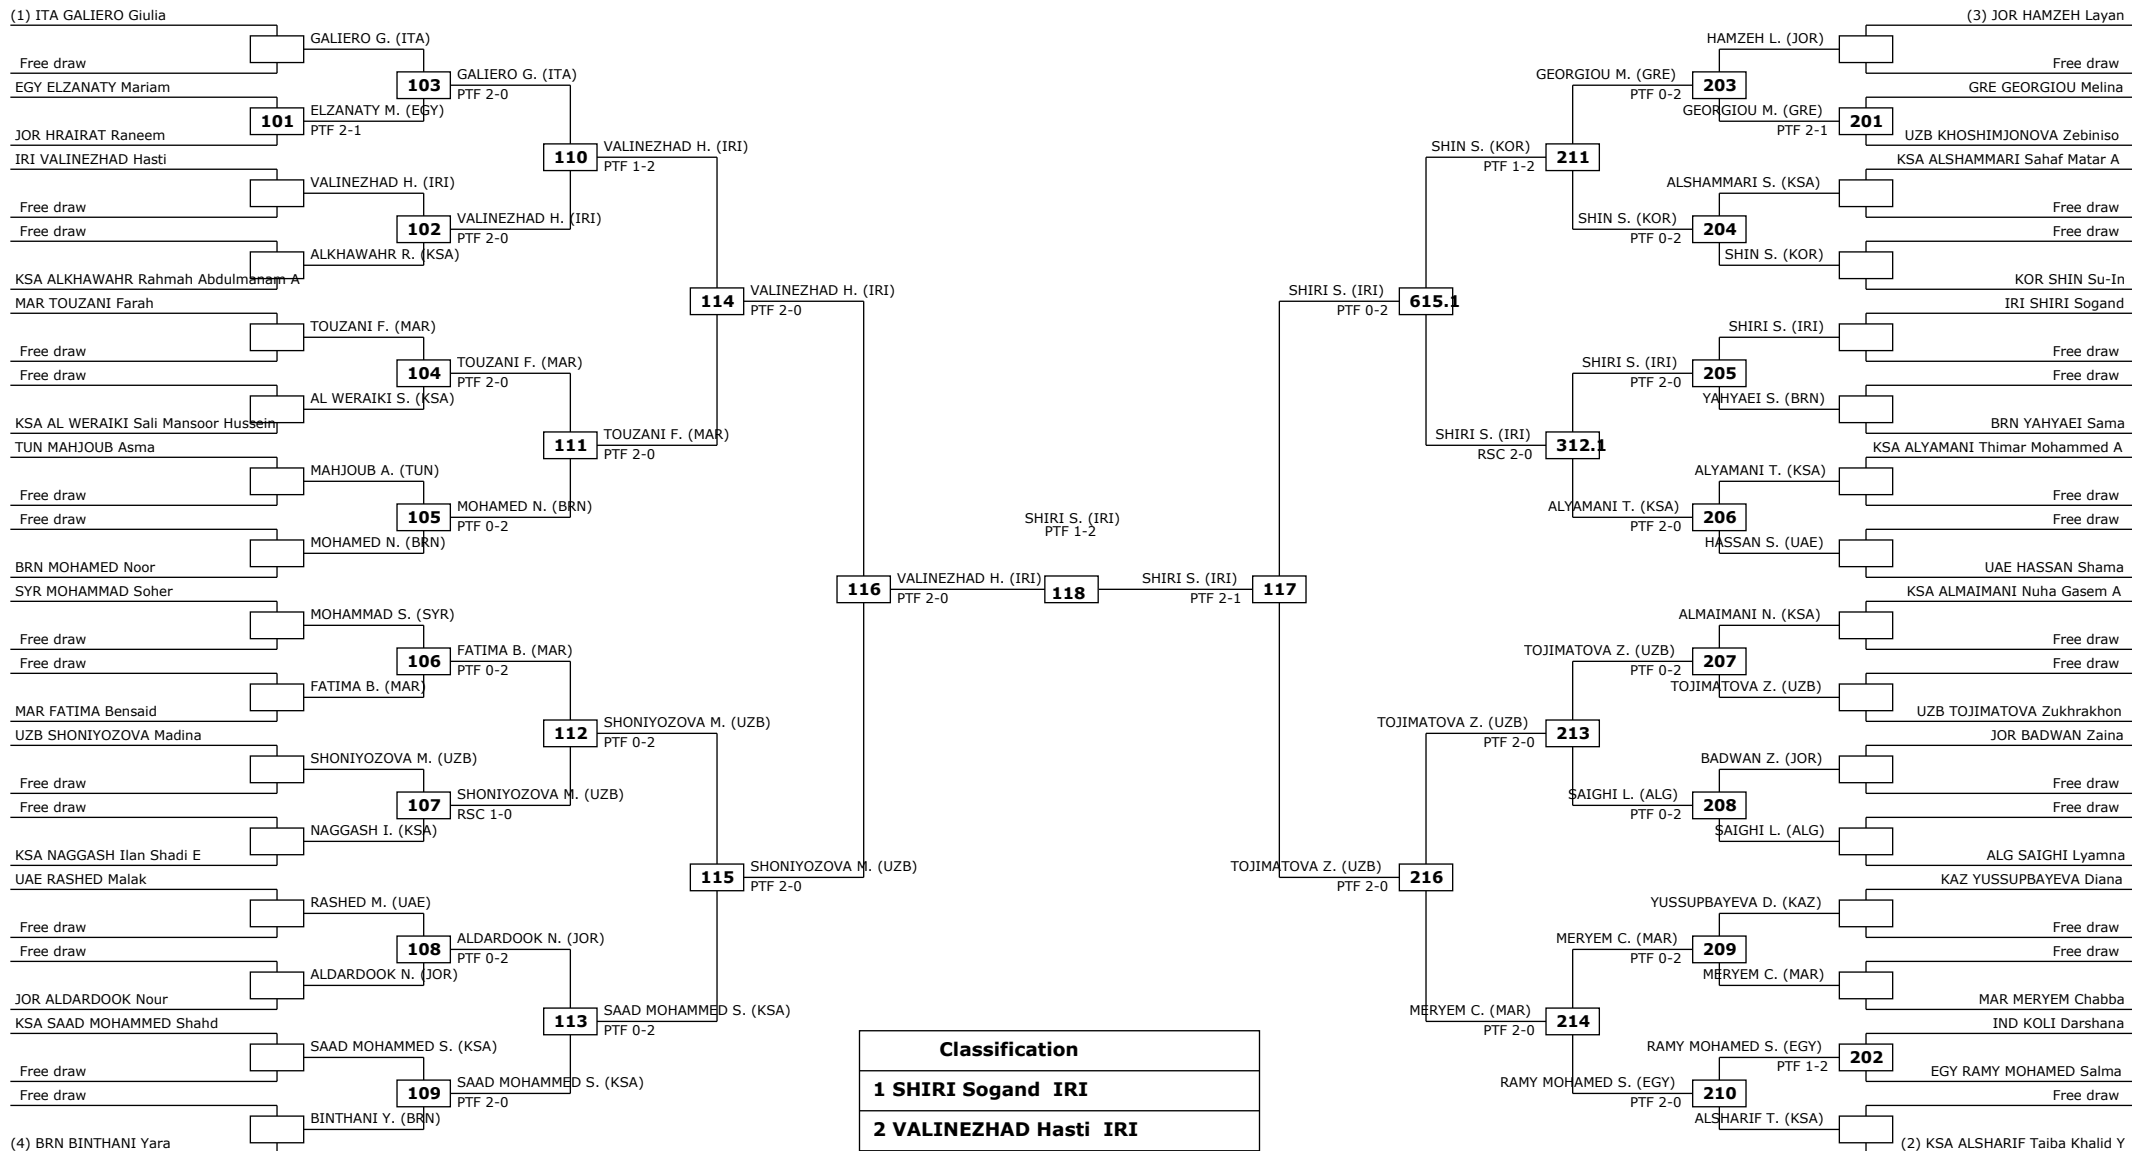 (1) ITA GALIERO Giulia
Free draw
EGY ELZANATY Mariam
JOR HRAIRAT Raneem
IRI VALINEZHAD Hasti
Free draw
Free draw
KSA ALKHAWAHR Rahmah Abdulmanam A
MAR TOUZANI Farah
Free draw
Free draw
KSA AL WERAIKI Sali Mansoor Hussein
TUN MAHJOUB Asma
Free draw
Free draw
BRN MOHAMED Noor
SYR MOHAMMAD Soher
Free draw
Free draw
MAR FATIMA Bensaid
UZB SHONIYOZOVA Madina
Free draw
Free draw
KSA NAGGASH Ilan Shadi E
UAE RASHED Malak
Free draw
Free draw
JOR ALDARDOOK Nour
KSA SAAD MOHAMMED Shahd
Free draw
Free draw
(4) BRN BINTHANI Yara
GALIERO G. (ITA)
101
ELZANATY M. (EGY)
PTF 2-1
VALINEZHAD H. (IRI)
ALKHAWAHR R. (KSA)
TOUZANI F. (MAR)
AL WERAIKI S. (KSA)
MAHJOUB A. (TUN)
MOHAMED N. (BRN)
MOHAMMAD S. (SYR)
FATIMA B. (MAR)
SHONIYOZOVA M. (UZB)
NAGGASH I. (KSA)
RASHED M. (UAE)
ALDARDOOK N. (JOR)
SAAD MOHAMMED S. (KSA)
BINTHANI Y. (BRN)
103
GALIERO G. (ITA)
PTF 2-0
102
VALINEZHAD H. (IRI)
PTF 2-0
104
TOUZANI F. (MAR)
PTF 2-0
105
MOHAMED N. (BRN)
PTF 0-2
106
FATIMA B. (MAR)
PTF 0-2
107
SHONIYOZOVA M. (UZB)
RSC 1-0
108
ALDARDOOK N. (JOR)
PTF 0-2
109
SAAD MOHAMMED S. (KSA)
PTF 2-0
110
VALINEZHAD H. (IRI)
PTF 1-2
111
TOUZANI F. (MAR)
PTF 2-0
112
SHONIYOZOVA M. (UZB)
PTF 0-2
113
SAAD MOHAMMED S. (KSA)
PTF 0-2
114
VALINEZHAD H. (IRI)
PTF 2-0
115
SHONIYOZOVA M. (UZB)
PTF 2-0
116
VALINEZHAD H. (IRI)
PTF 2-0
SHIRI S. (IRI)
PTF 1-2
118
SHIRI S. (IRI)
PTF 2-1
117
SHIRI S. (IRI)
PTF 0-2
615.1
TOJIMATOVA Z. (UZB)
PTF 2-0
216
SHIN S. (KOR)
PTF 1-2
211
SHIRI S. (IRI)
RSC 2-0
312.1
TOJIMATOVA Z. (UZB)
PTF 2-0
213
MERYEM C. (MAR)
PTF 2-0
214
GEORGIOU M. (GRE)
PTF 0-2
203
SHIN S. (KOR)
PTF 0-2
204
SHIRI S. (IRI)
PTF 2-0
205
ALYAMANI T. (KSA)
PTF 2-0
206
TOJIMATOVA Z. (UZB)
PTF 0-2
207
SAIGHI L. (ALG)
PTF 0-2
208
MERYEM C. (MAR)
PTF 0-2
209
RAMY MOHAMED S. (EGY)
PTF 2-0
210
HAMZEH L. (JOR)
GEORGIOU M. (GRE)
PTF 2-1
201
ALSHAMMARI S. (KSA)
SHIN S. (KOR)
SHIRI S. (IRI)
YAHYAEI S. (BRN)
ALYAMANI T. (KSA)
HASSAN S. (UAE)
ALMAIMANI N. (KSA)
TOJIMATOVA Z. (UZB)
BADWAN Z. (JOR)
SAIGHI L. (ALG)
YUSSUPBAYEVA D. (KAZ)
MERYEM C. (MAR)
RAMY MOHAMED S. (EGY)
PTF 1-2
202
ALSHARIF T. (KSA)
(3) JOR HAMZEH Layan
Free draw
GRE GEORGIOU Melina
UZB KHOSHIMJONOVA Zebiniso
KSA ALSHAMMARI Sahaf Matar A
Free draw
Free draw
KOR SHIN Su-In
IRI SHIRI Sogand
Free draw
Free draw
BRN YAHYAEI Sama
KSA ALYAMANI Thimar Mohammed A
Free draw
Free draw
UAE HASSAN Shama
KSA ALMAIMANI Nuha Gasem A
Free draw
Free draw
UZB TOJIMATOVA Zukhrakhon
JOR BADWAN Zaina
Free draw
Free draw
ALG SAIGHI Lyamna
KAZ YUSSUPBAYEVA Diana
Free draw
Free draw
MAR MERYEM Chabba
IND KOLI Darshana
EGY RAMY MOHAMED Salma
Free draw
(2) KSA ALSHARIF Taiba Khalid Y
Classification
1 SHIRI Sogand IRI
2 VALINEZHAD Hasti IRI